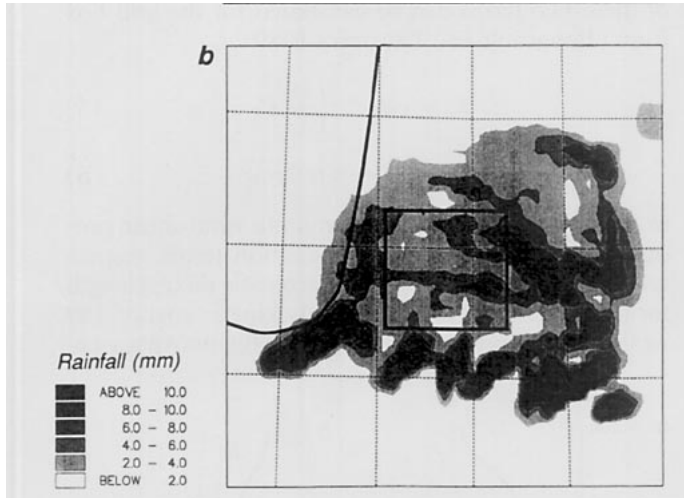 b
Rainfall (mm)
ABOVE 10.0
8.0 – 10.0
6.0 – 8.0
4.0 – 6.0
2.0 – 4.0
BELOW 2.0